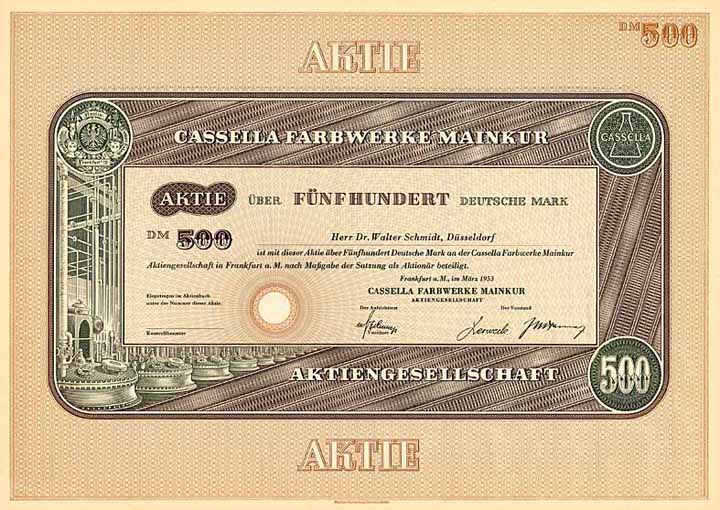 AKTIE
DM 500
CASSELLA FARBWERKE MAINKUR
CASSELLA
AKTIE ÜBER FÜNFHUNDERT DEUTSCHE MARK
DM 500
Herr Dr. Walter Schmidt, Düsseldorf
ist mit dieser Aktie über Fünfhundert Deutsche Mark an der Cassella Farbwerke Mainkur
Aktiengesellschaft in Frankfurt a. M. nach Maßgabe der Satzung als Aktionär beteiligt.
Frankfurt a. M., im März 1953
CASSELLA FARBWERKE MAINKUR
AKTIENGESELLSCHAFT
Eingetragen im Aktienbuch
unter der Nummer dieser Aktie.
Der Aufsichtsrat
Der Vorstand
Vorsitzer
Kontrollbeamter
AKTIENGESELLSCHAFT
500
AKTIE